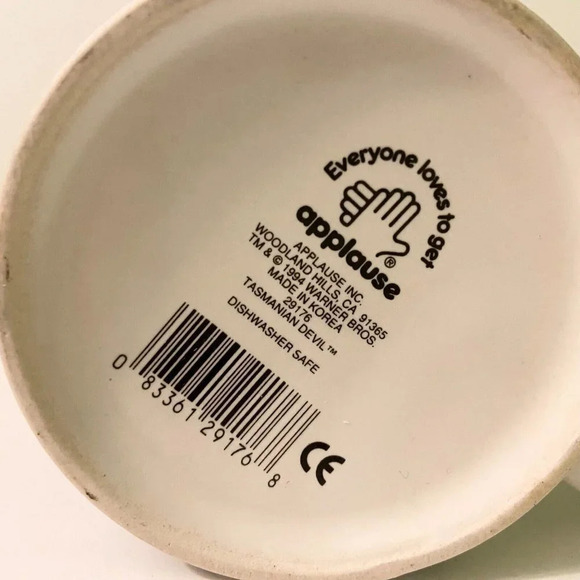 Everyone loves to get
applause®
APPLAUSE INC.
WOODLAND HILLS, CA 91365
TM & © 1994 WARNER BROS.
MADE IN KOREA
29176
TASMANIAN DEVIL™
DISHWASHER SAFE
0 83361 29176 8
CE